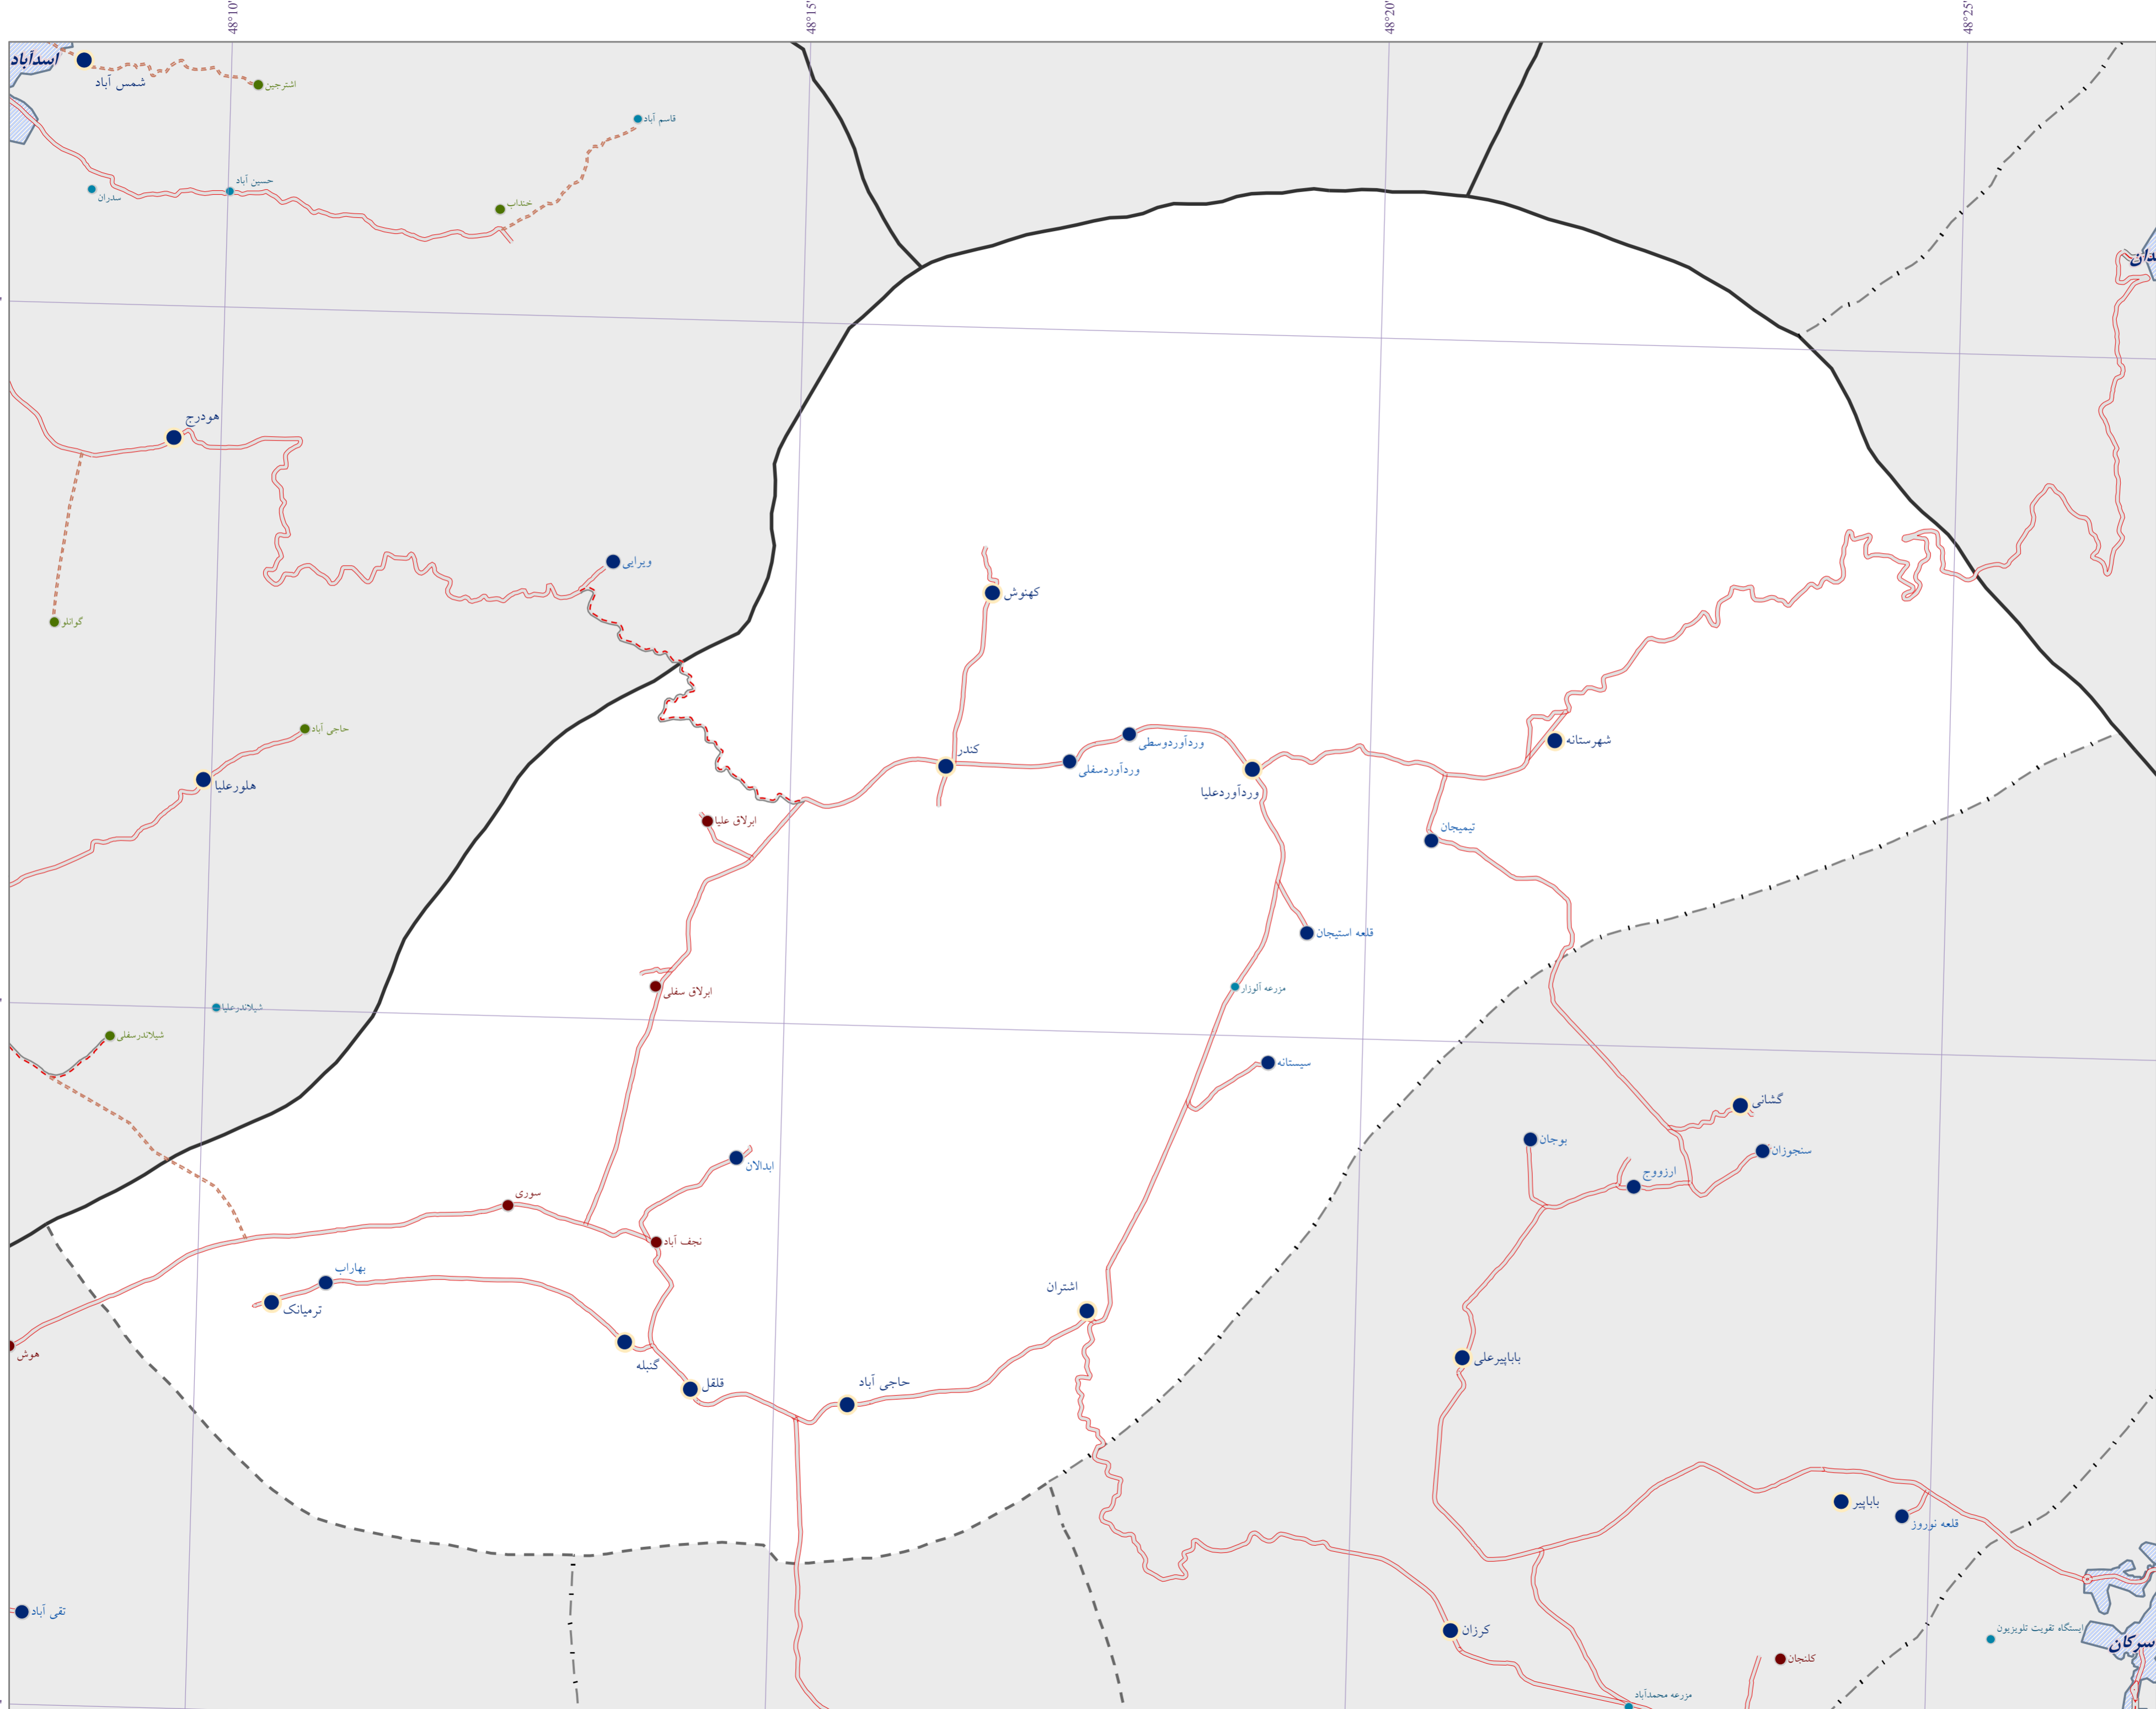 48°10'
48°15'
48°20'
48°25'
اسدآباد
شمس آباد
اشترجین
قاسم آباد
حسین آباد
سدران
خنداب
هودرج
ویرایی
گوانلو
کهنوش
حاجی آباد
هلورعلیا
کندر
وردآوردوسطی
وردآوردسفلی
وردآوردعلیا
شهرستانه
ابرلاق علیا
تیمیجان
قلعه استیجان
ابرلاق سفلی
مزرعه آلوزار
شیلاندرعلیا
شیلاندرسفلی
سیستانه
گشانی
بوجان
سنجوزان
ارزووج
ابدالان
سوری
نجف آباد
بهاراب
ترمیانک
اشتران
هوش
گنبله
قلقل
حاجی آباد
باباپیرعلی
باباپیر
قلعه نوروز
تقی آباد
کرزان
ایستگاه تقویت تلویزیون
سرکان
کلنجان
مزرعه محمدآباد